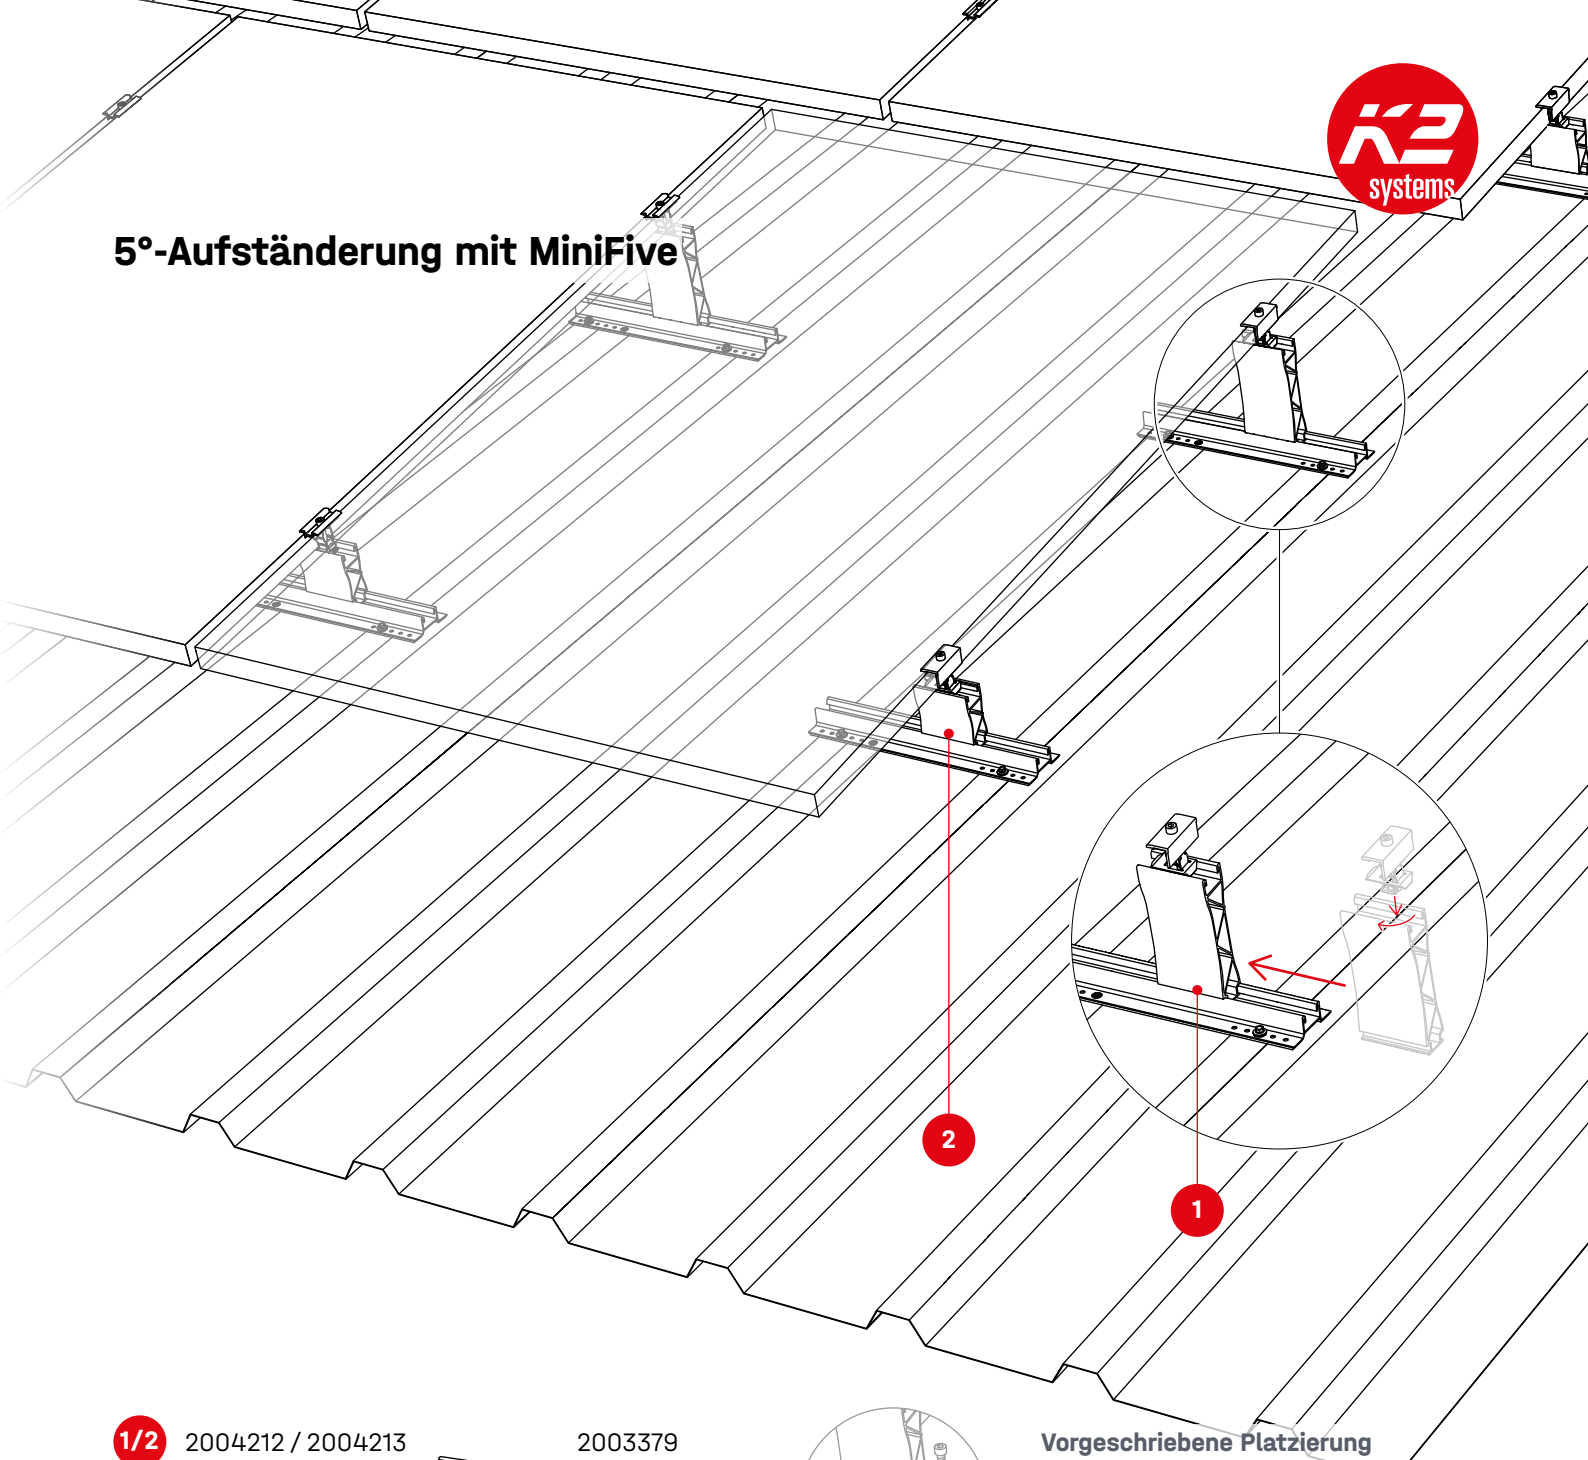 K2
systems
5°-Aufständerung mit MiniFive
2
1
1/2 2004212 / 2004213 2003379 Vorgeschriebene Platzierung